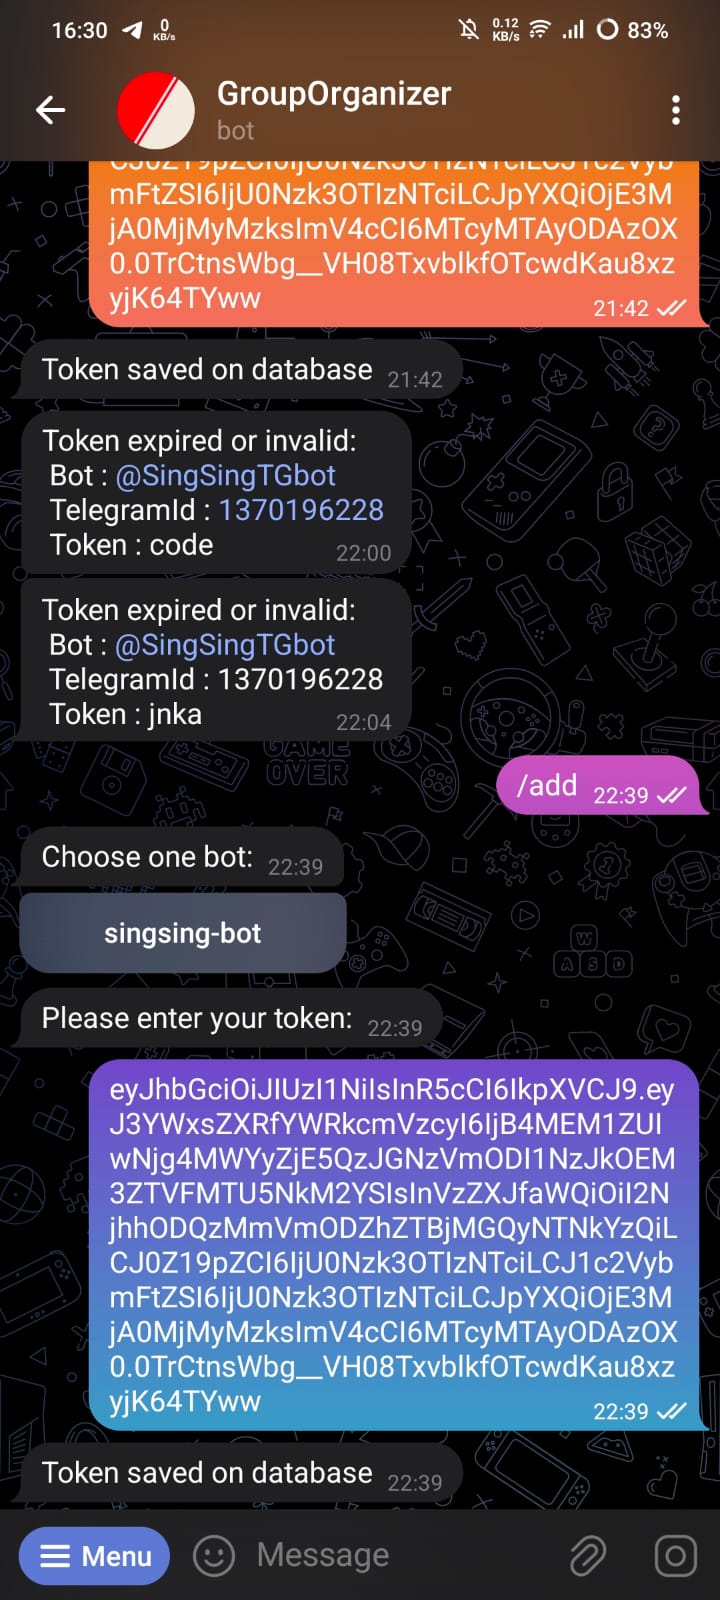 16:30 0 KB/s 0.12 KB/s 83%
GroupOrganizer
bot
mFtZSI6IjU0Nzk3OTIzNTciLCJpYXQiOjE3M
jA0MjMyMzksImV4cCI6MTcyMTAyODAzOX
0.0TrCtnsWbg__VH08TxvblkfOTcwdKau8xz
yjK64TYww
21:42
Token saved on database 21:42
Token expired or invalid:
Bot : @SingSingTGbot
TelegramId : 1370196228
Token : code 22:00
Token expired or invalid:
Bot : @SingSingTGbot
TelegramId : 1370196228
Token : jnka 22:04
GAME
OVER
/add 22:39
Choose one bot: 22:39
singsing-bot
W
A S D
Please enter your token: 22:39
eyJhbGciOiJIUzI1NiIsInR5cCI6IkpXVCJ9.ey
J3YWxsZXRfYWRkcmVzcyI6IjB4MEM1ZUI
wNjg4MWYyZjE5QzJGNzVmODI1NzJkOEM
3ZTVFMTU5NkM2YSIsInVzZXJfaWQiOiI2N
jhhODQzMmVmODZhZTBjMGQyNTNkYzQiL
CJ0Z19pZCI6IjU0Nzk3OTIzNTciLCJ1c2Vyb
mFtZSI6IjU0Nzk3OTIzNTciLCJpYXQiOjE3M
jA0MjMyMzksImV4cCI6MTcyMTAyODAzOX
0.0TrCtnsWbg__VH08TxvblkfOTcwdKau8xz
yjK64TYww
22:39
Token saved on database 22:39
Menu Message